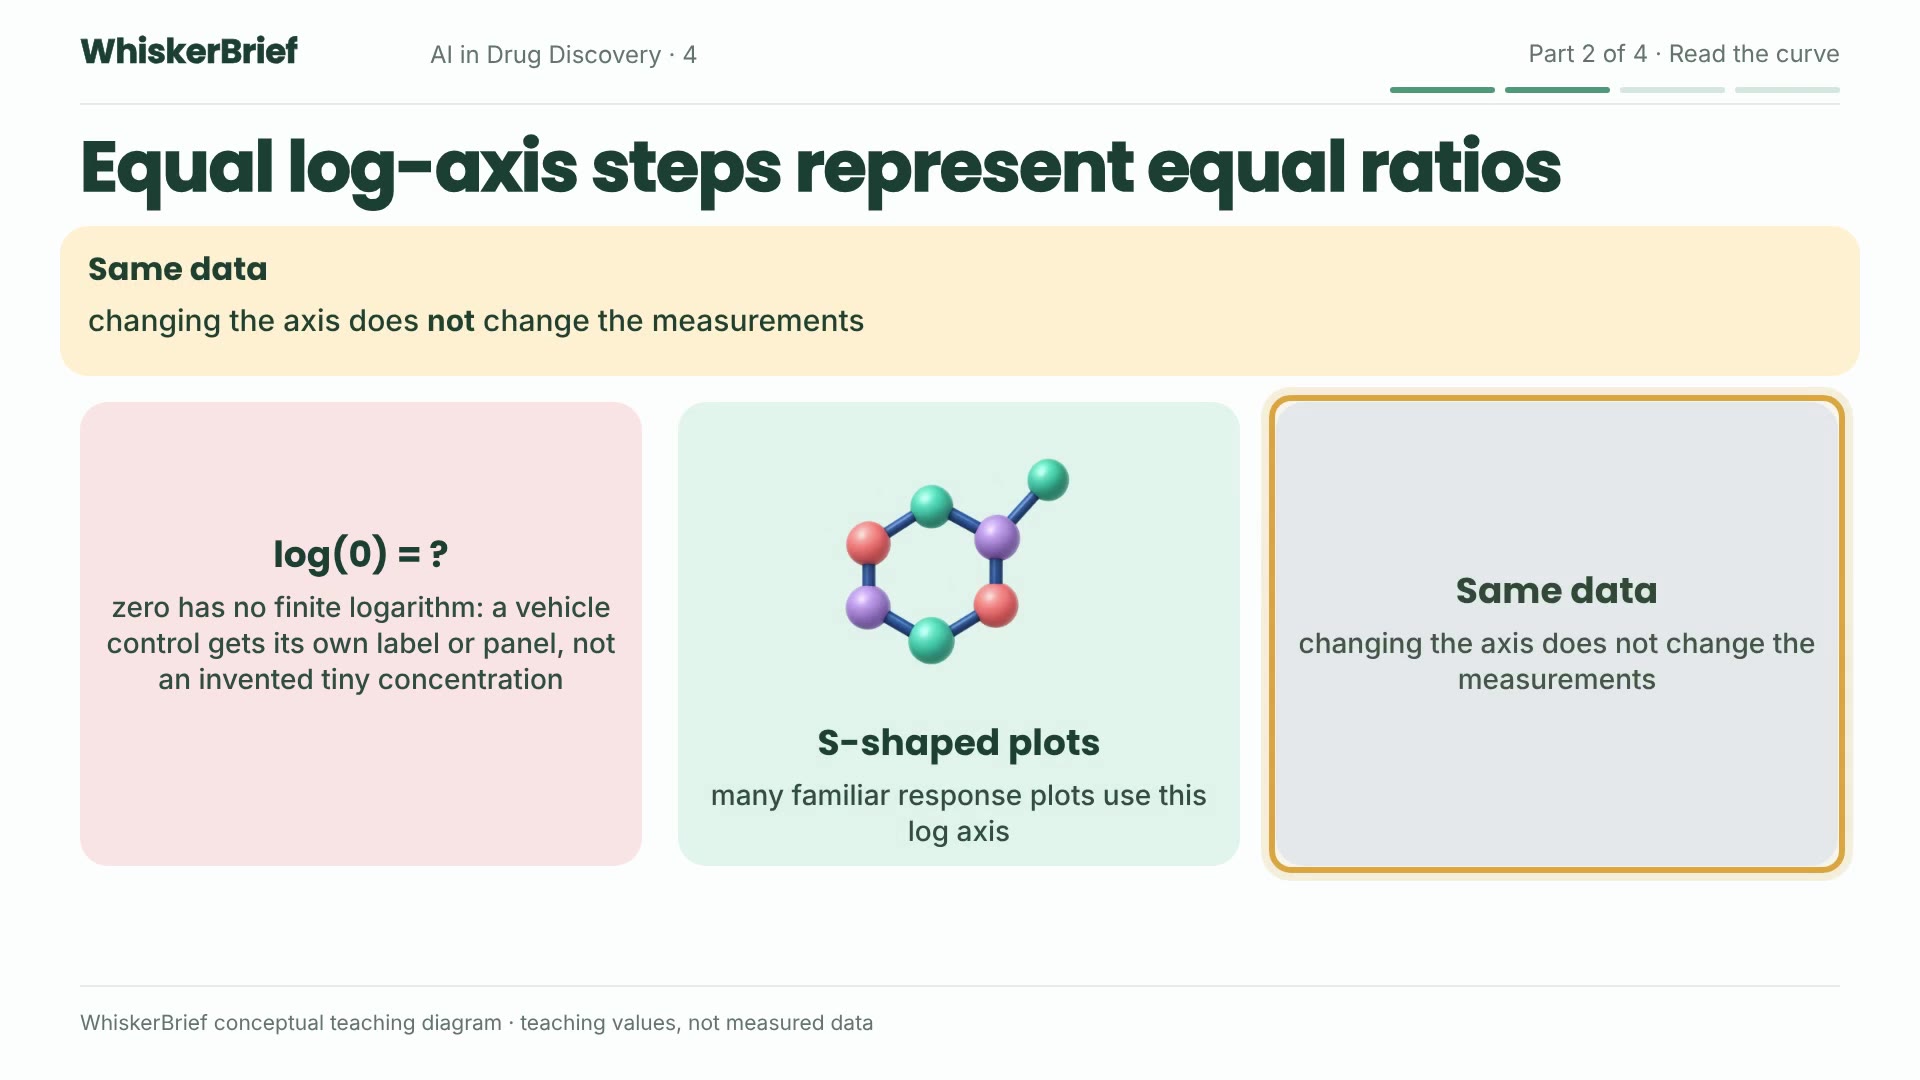 WhiskerBrief
AI in Drug Discovery · 4
Part 2 of 4 · Read the curve
Equal log-axis steps represent equal ratios
Same data
changing the axis does not change the measurements
log(0) = ?
zero has no finite logarithm: a vehicle
control gets its own label or panel, not
an invented tiny concentration
S-shaped plots
many familiar response plots use this
log axis
Same data
changing the axis does not change the
measurements
WhiskerBrief conceptual teaching diagram · teaching values, not measured data